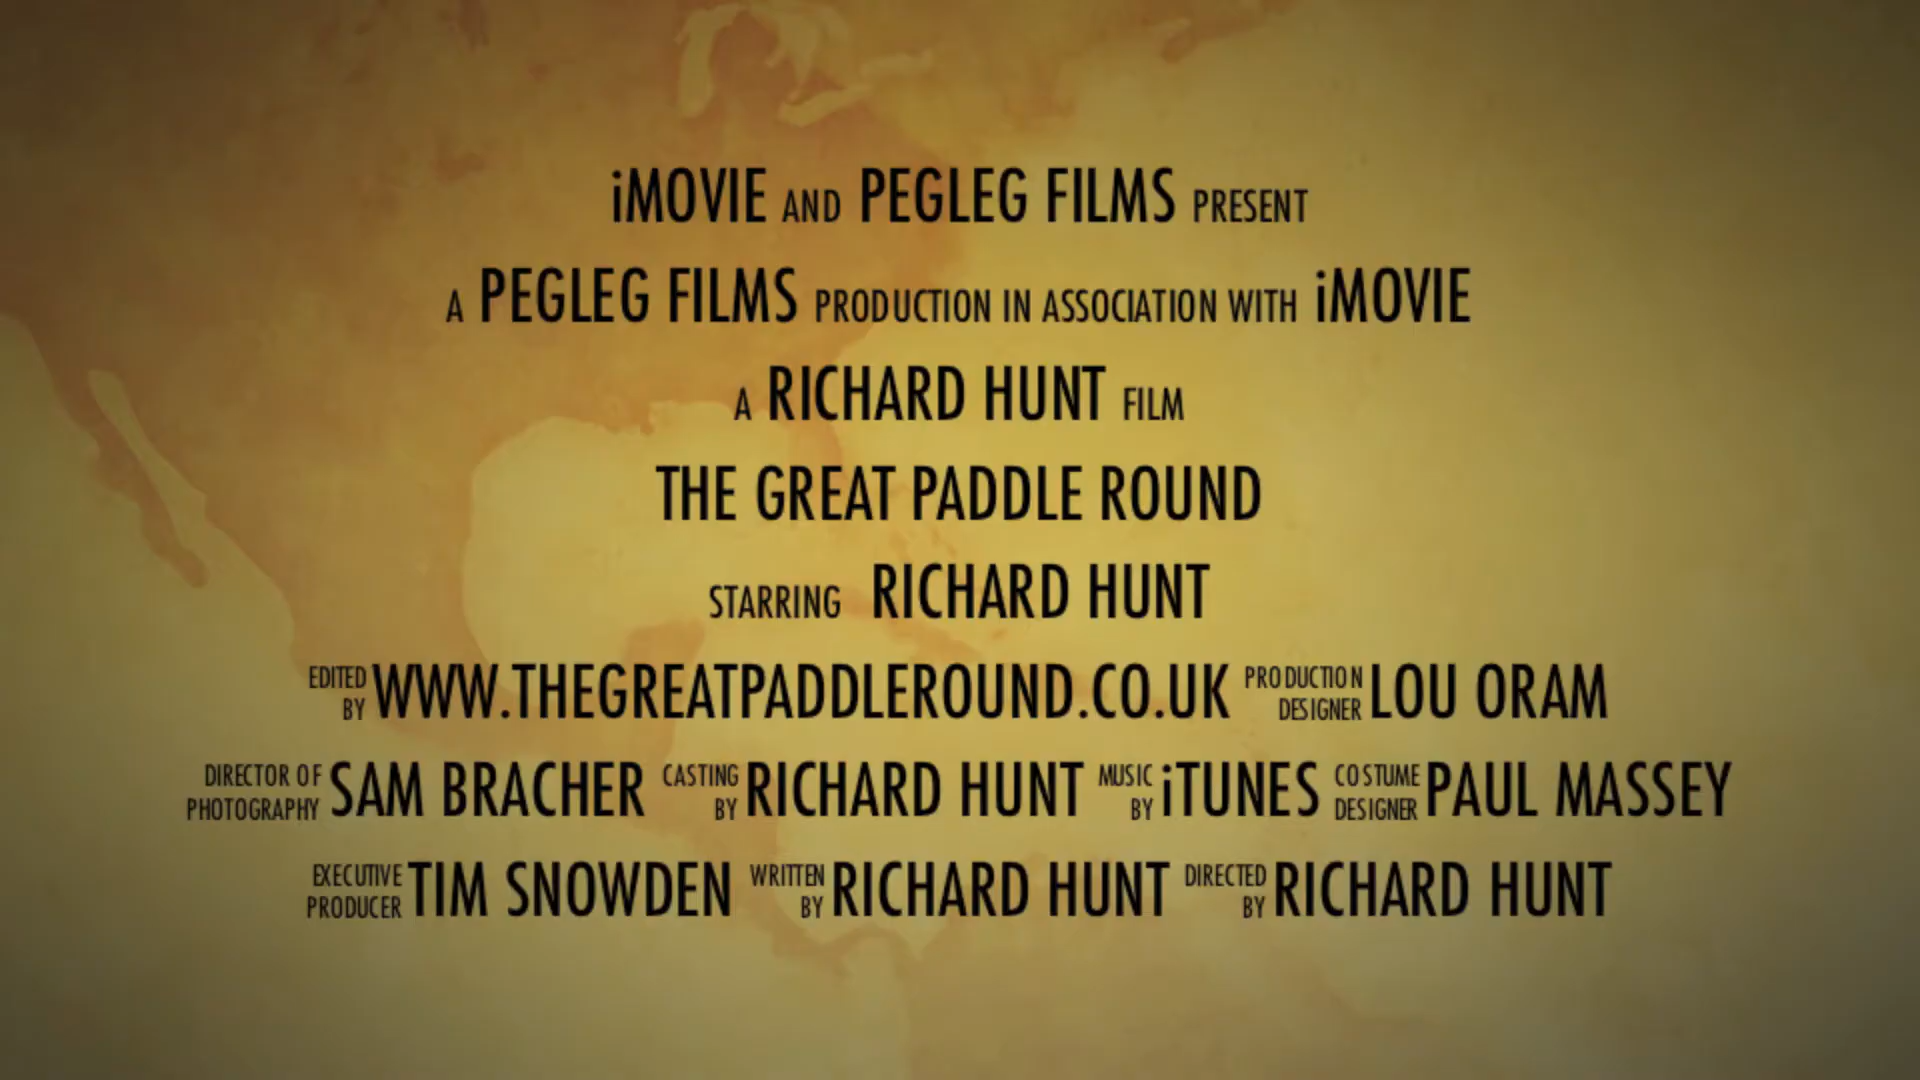 iMOVIE AND PEGLEG FILMS PRESENT
A PEGLEG FILMS PRODUCTION IN ASSOCIATION WITH iMOVIE
A RICHARD HUNT FILM
THE GREAT PADDLE ROUND
STARRING RICHARD HUNT
EDITED BY WWW.THEGREATPADDLEROUND.CO.UK PRODUCTION DESIGNER LOU ORAM
DIRECTOR OF PHOTOGRAPHY SAM BRACHER CASTING BY RICHARD HUNT MUSIC BY iTUNES COSTUME DESIGNER PAUL MASSEY
EXECUTIVE PRODUCER TIM SNOWDEN WRITTEN BY RICHARD HUNT DIRECTED BY RICHARD HUNT